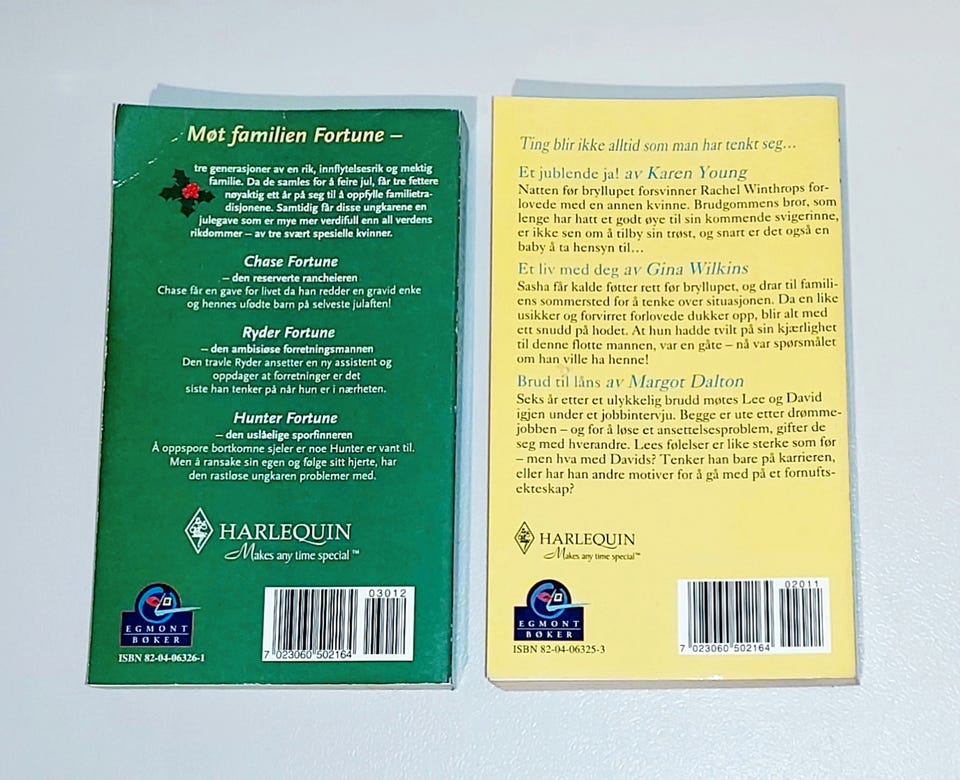 Møt familien Fortune –
tre generasjoner av en rik, innflytelsesrik og mektig
familie. Da de samles for å feire jul, får tre fettere
nøyaktig ett år på seg til å oppfylle familietra-
disjonene. Samtidig får disse ungkarene en
julegave som er mye mer verdifull enn all verdens
rikdommer – av tre svært spesielle kvinner.
Chase Fortune
– den reserverte rancheieren
Chase får en gave for livet da han redder en gravid enke
og hennes ufødte barn på selveste julaften!
Ryder Fortune
– den ambisiøse forretningsmannen
Den travle Ryder ansetter en ny assistent og
oppdager at forretninger er det
siste han tenker på når hun er i nærheten.
Hunter Fortune
– den uslåelige sporfinneren
Å oppspore bortkomne sjeler er noe Hunter er vant til.
Men å ransake sin egen og følge sitt hjerte, har
den rastløse ungkaren problemer med.
HARLEQUIN
Makes any time special™
EGMONT
BØKER
ISBN 82-04-06326-1
03012
7 023060 502164
Ting blir ikke alltid som man har tenkt seg...
Et jublende ja! av Karen Young
Natten før bryllupet forsvinner Rachel Winthrops for-
lovede med en annen kvinne. Brudgommens bror, som
lenge har hatt et godt øye til sin kommende svigerinne,
er ikke sen om å tilby sin trøst, og snart er det også en
baby å ta hensyn til...
Et liv med deg av Gina Wilkins
Sasha får kalde føtter rett før bryllupet, og drar til famili-
ens sommersted for å tenke over situasjonen. Da en like
usikker og forvirret forlovede dukker opp, blir alt med
ett snudd på hodet. At hun hadde tvilt på sin kjærlighet
til denne flotte mannen, var en gåte – nå var spørsmålet
om han ville ha henne!
Brud til låns av Margot Dalton
Seks år etter et ulykkelig brudd møtes Lee og David
igjen under et jobbintervju. Begge er ute etter drømme-
jobben – og for å løse et ansettelsesproblem, gifter de
seg med hverandre. Lees følelser er like sterke som før
– men hva med Davids? Tenker han bare på karrieren,
eller har han andre motiver for å gå med på et fornufts-
ekteskap?
HARLEQUIN
Makes any time special™
EGMONT
BØKER
ISBN 82-04-06325-3
02011
7 023060 502164